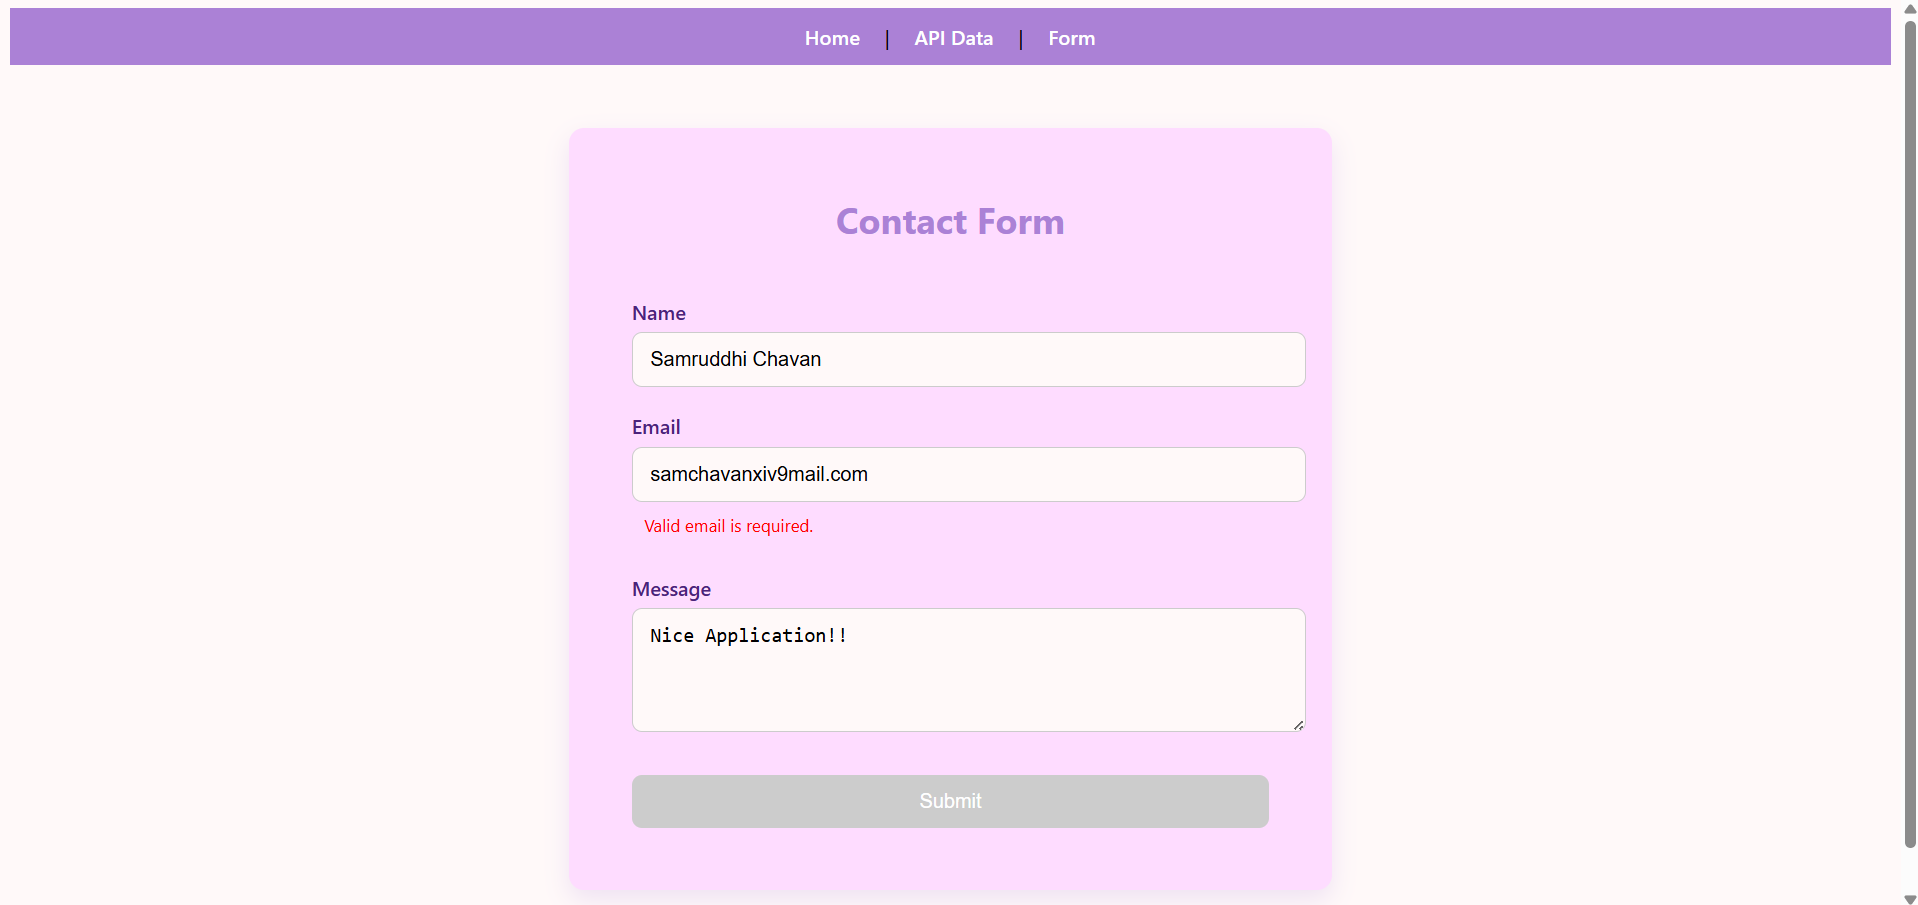 Home | API Data | Form
Contact Form
Name
Samruddhi Chavan
Email
samchavanxiv9mail.com
Valid email is required.
Message
Nice Application!!
Submit